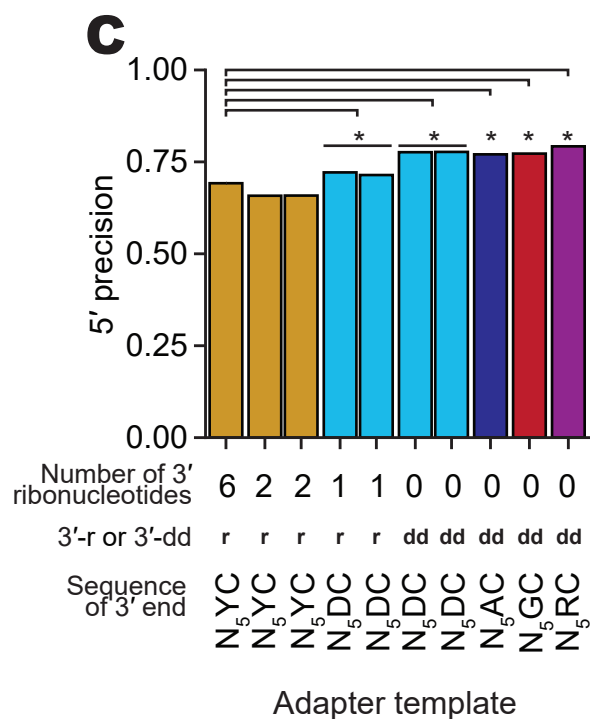 C
1.00
0.75
0.50
0.25
0.00
5′ precision
* * * * *
Number of 3′
ribonucleotides
6 2 2 1 1 0 0 0 0 0
3′-r or 3′-dd
r r r r r dd dd dd dd dd
Sequence
of 3′ end
N5YC N5YC N5YC N5DC N5DC N5DC N5DC N5AC N5GC N5RC
Adapter template